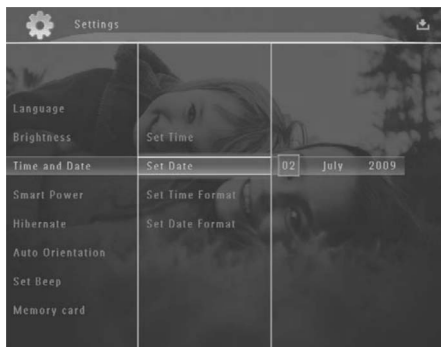 Settings
Language
Brightness
Time and Date
Smart Power
Hibernate
Auto Orientation
Set Beep
Memory card
Set Time
Set Date
Set Time Format
Set Date Format
02 July 2009